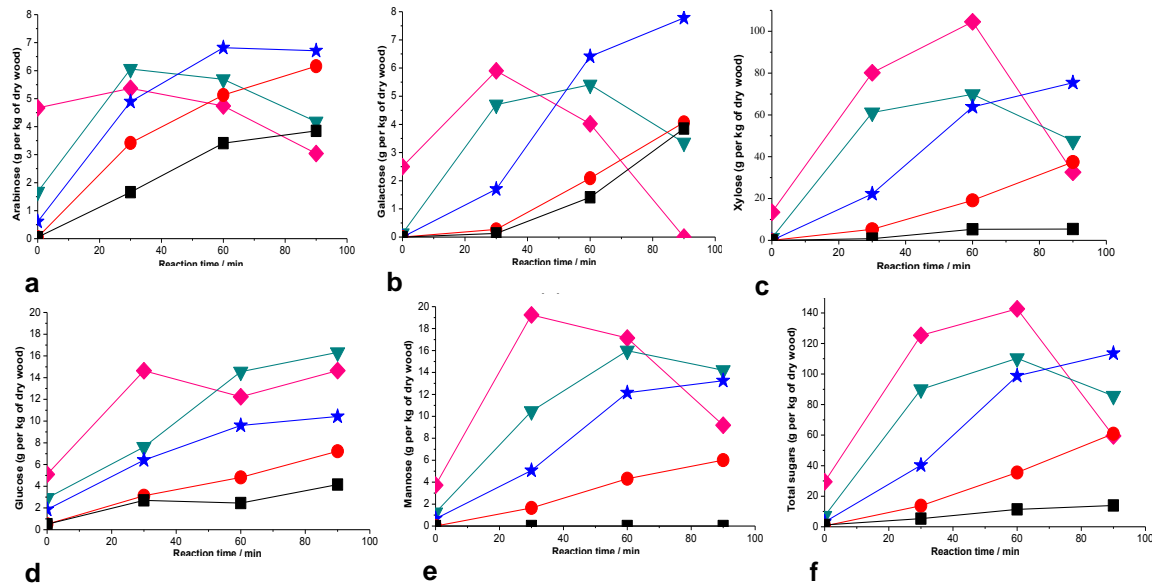 Arabinose (g per kg of dry wood)
8
7
6
5
4
3
2
1
0
0 20 40 60 80 100
Reaction time / min
a
Galactose (g per kg of dry wood)
8
7
6
5
4
3
2
1
0
0 20 40 60 80 100
Reaction time / min
b
Xylose (g per kg of dry wood)
100
80
60
40
20
0
0 20 40 60 80 100
Reaction time / min
c
Glucose (g per kg of dry wood)
20
18
16
14
12
10
8
6
4
2
0
0 20 40 60 80 100
Reaction time / min
d
Mannose (g per kg of dry wood)
20
18
16
14
12
10
8
6
4
2
0
0 20 40 60 80 100
Reaction time / min
e
Total sugars (g per kg of dry wood)
140
120
100
80
60
40
20
0
0 20 40 60 80 100
Reaction time / min
f